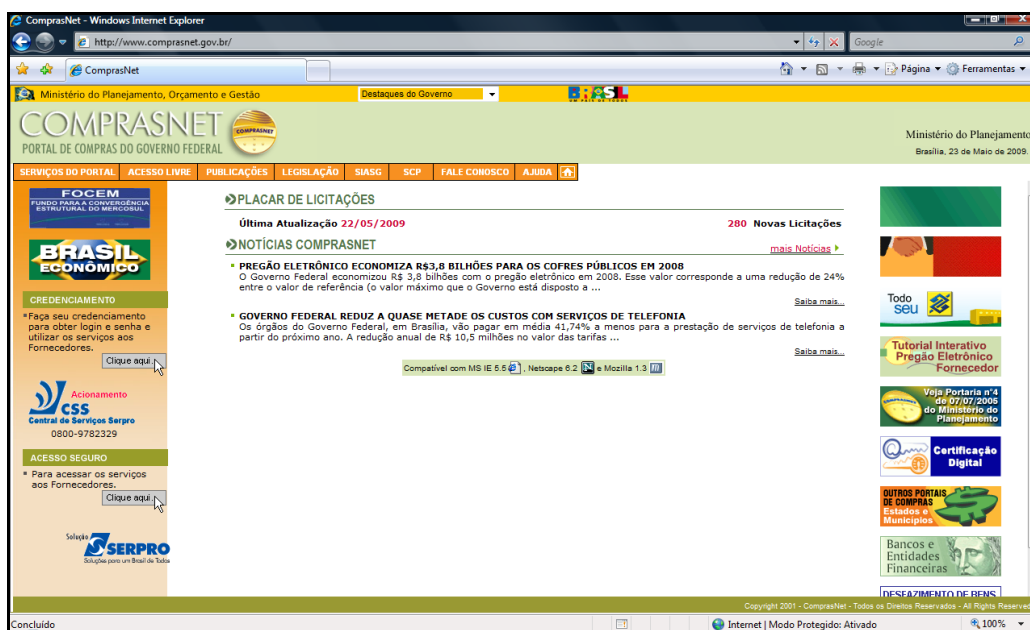 ComprasNet - Windows Internet Explorer
http://www.comprasnet.gov.br/
Google
ComprasNet
Página
Ferramentas
Ministério do Planejamento, Orçamento e Gestão
Destaques do Governo
BRASIL
UM PAÍS DE TODOS
COMPRASNET
PORTAL DE COMPRAS DO GOVERNO FEDERAL
COMPRASNET
Ministério do Planejamento
Brasília, 23 de Maio de 2009.
SERVIÇOS DO PORTAL ACESSO LIVRE PUBLICAÇÕES LEGISLAÇÃO SIASG SCP FALE CONOSCO AJUDA
FOCEM
FUNDO PARA A CONVERGÊNCIA
ESTRUTURAL DO MERCOSUL
BRASIL
ECONÔMICO
CREDENCIAMENTO
Faça seu credenciamento
para obter login e senha e
utilizar os serviços aos
Fornecedores.
Clique aqui.
Acionamento
CSS
Central de Serviços Serpro
0800-9782329
ACESSO SEGURO
Para acessar os serviços
aos Fornecedores.
Clique aqui.
Solução
SERPRO
Soluções para um Brasil de Todos
PLACAR DE LICITAÇÕES
Última Atualização 22/05/2009
280 Novas Licitações
NOTÍCIAS COMPRASNET
mais Notícias
PREGÃO ELETRÔNICO ECONOMIZA R$3,8 BILHÕES PARA OS COFRES PÚBLICOS EM 2008
O Governo Federal economizou R$ 3,8 bilhões com o pregão eletrônico em 2008. Esse valor corresponde a uma redução de 24%
entre o valor de referência (o valor máximo que o Governo está disposto a ...
Saiba mais...
GOVERNO FEDERAL REDUZ A QUASE METADE OS CUSTOS COM SERVIÇOS DE TELEFONIA
Os órgãos do Governo Federal, em Brasília, vão pagar em média 41,74% a menos para a prestação de serviços de telefonia a
partir do próximo ano. A redução anual de R$ 10,5 milhões no valor das tarifas ...
Saiba mais...
Compatível com MS IE 5.5 , Netscape 6.2 e Mozilla 1.3
Todo
seu
Tutorial Interativo
Pregão Eletrônico
Fornecedor
COMPRASNET
Veja Portaria nº4
de 07/07/2005
do Ministério do
Planejamento
Certificação
Digital
OUTROS PORTAIS
DE COMPRAS
Estados e
Municípios
Bancos e
Entidades
Financeiras
DESFAZIMENTO DE BENS
Copyright 2001 - ComprasNet - Todos os Direitos Reservados - All Rights Reserved
Concluído
Internet | Modo Protegido: Ativado
100%